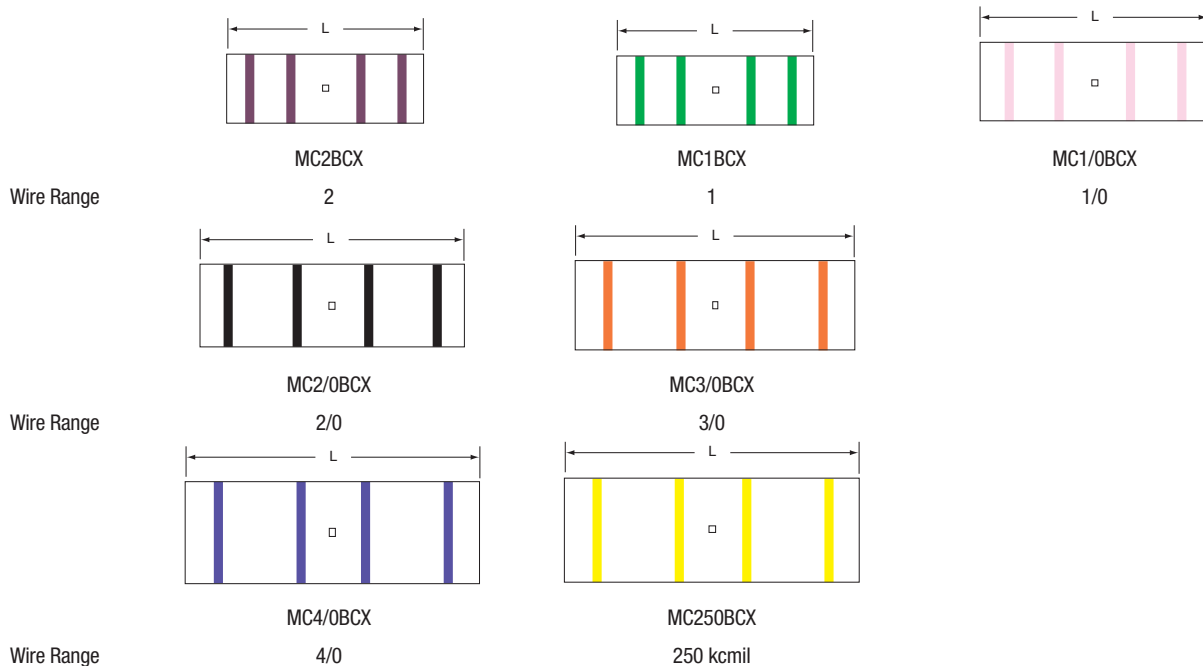 L L L
MC2BCX MC1BCX MC1/0BCX
Wire Range 2 1 1/0
L L
MC2/0BCX MC3/0BCX
Wire Range 2/0 3/0
L L
MC4/0BCX MC250BCX
Wire Range 4/0 250 kcmil